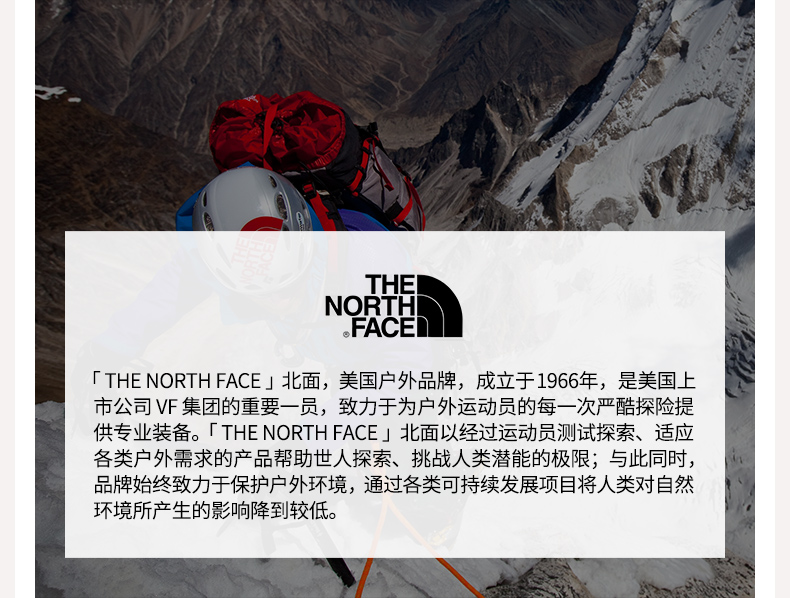 THE
NORTH
FACE
THE
NORTH
®FACE
「 THE NORTH FACE 」北面，美国户外品牌，成立于1966年，是美国上
市公司 VF 集团的重要一员，致力于为户外运动员的每一次严酷探险提
供专业装备。「 THE NORTH FACE 」北面以经过运动员测试探索、适应
各类户外需求的产品帮助世人探索、挑战人类潜能的极限；与此同时，
品牌始终致力于保护户外环境，通过各类可持续发展项目将人类对自然
环境所产生的影响降到较低。